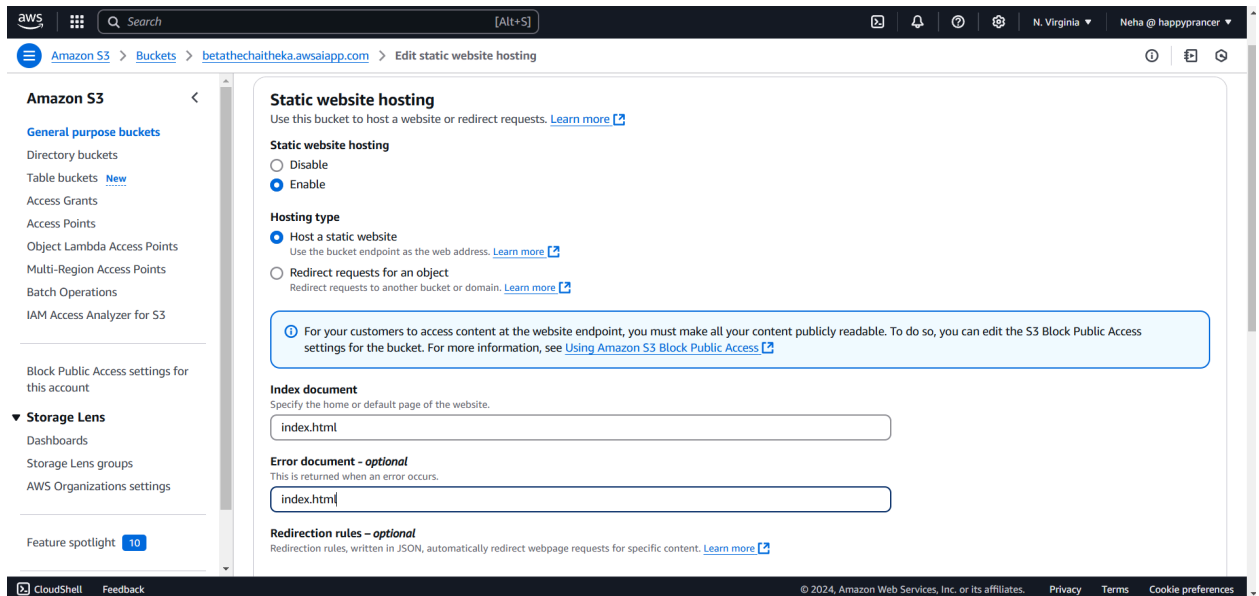 aws
Search [Alt+S]
N. Virginia ▼ Neha @ happyprancer ▼
Amazon S3 > Buckets > betathechaitheka.awsaiapp.com > Edit static website hosting
Amazon S3
General purpose buckets
Directory buckets
Table buckets New
Access Grants
Access Points
Object Lambda Access Points
Multi-Region Access Points
Batch Operations
IAM Access Analyzer for S3
Block Public Access settings for
this account
▼ Storage Lens
Dashboards
Storage Lens groups
AWS Organizations settings
Feature spotlight 10
Static website hosting
Use this bucket to host a website or redirect requests. Learn more
Static website hosting
Disable
Enable
Hosting type
Host a static website
Use the bucket endpoint as the web address. Learn more
Redirect requests for an object
Redirect requests to another bucket or domain. Learn more
For your customers to access content at the website endpoint, you must make all your content publicly readable. To do so, you can edit the S3 Block Public Access
settings for the bucket. For more information, see Using Amazon S3 Block Public Access
Index document
Specify the home or default page of the website.
index.html
Error document - optional
This is returned when an error occurs.
index.html
Redirection rules – optional
Redirection rules, written in JSON, automatically redirect webpage requests for specific content. Learn more
CloudShell Feedback
© 2024, Amazon Web Services, Inc. or its affiliates. Privacy Terms Cookie preferences